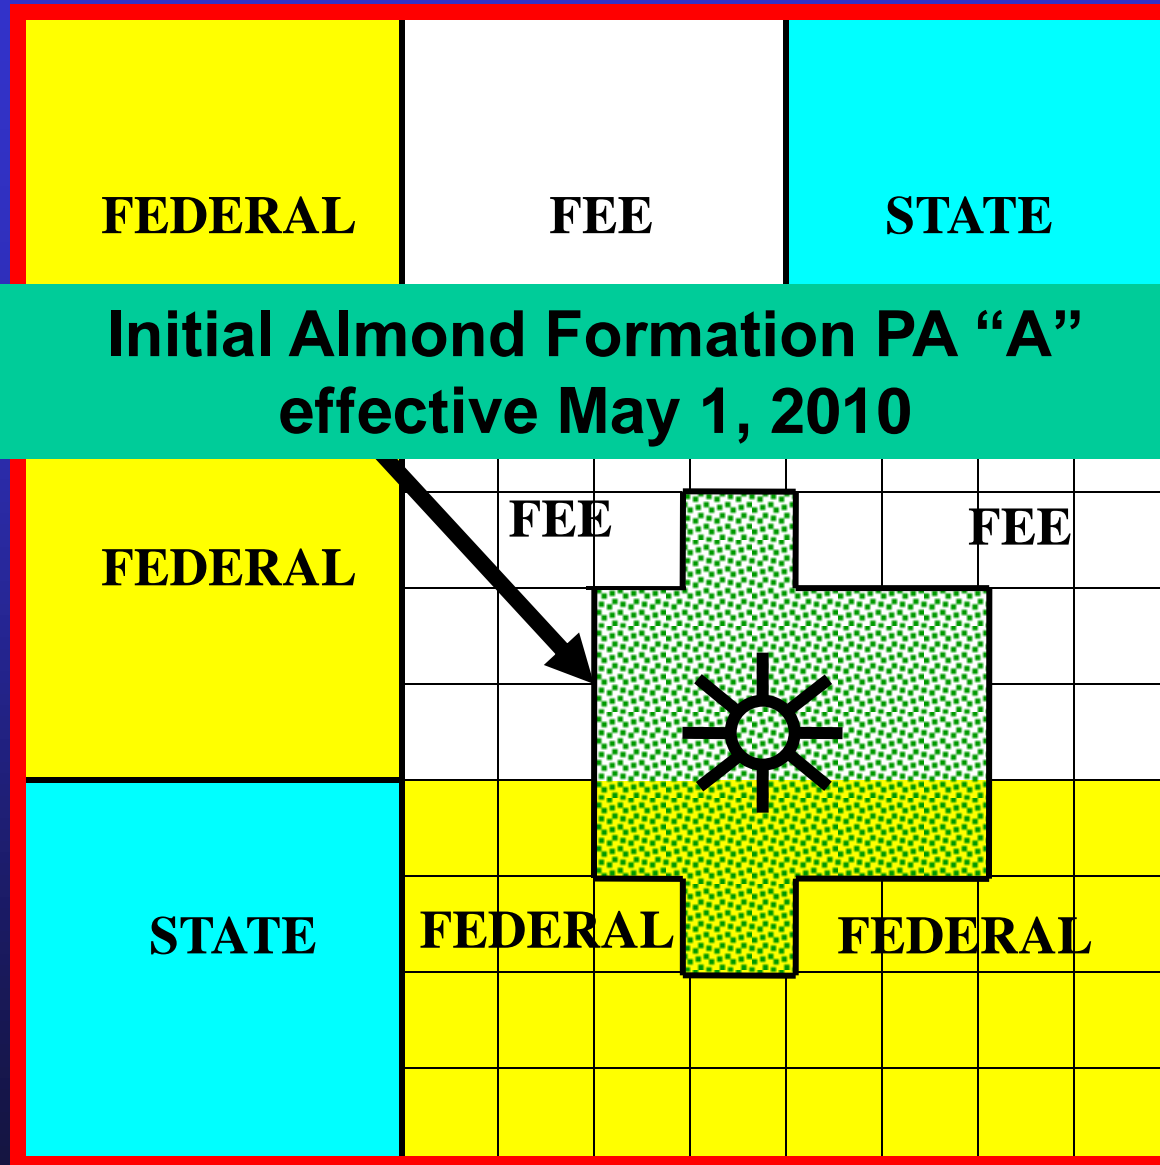 FEDERAL
FEE
STATE
Initial Almond Formation PA “A”
effective May 1, 2010
FEE
FEE
FEDERAL
STATE
FEDERAL
FEDERAL